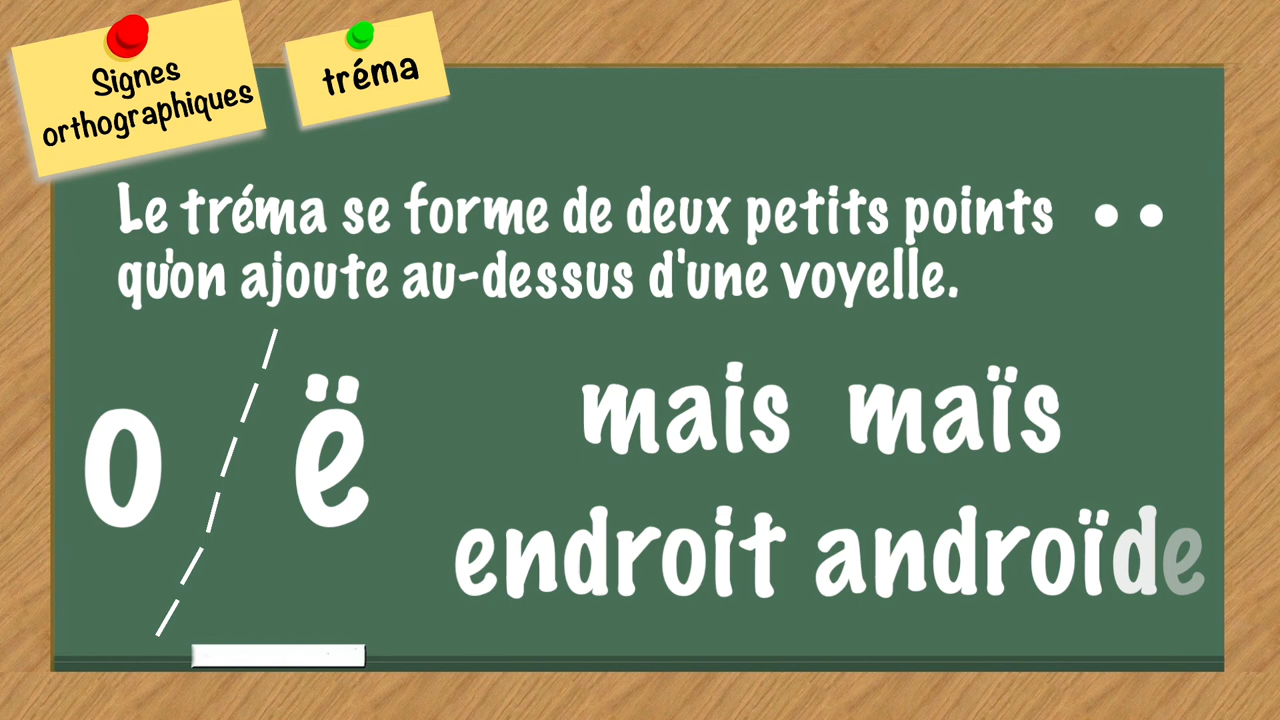 Signes
orthographiques
tréma
Le tréma se forme de deux petits points ••
qu'on ajoute au-dessus d'une voyelle.
o / ë
mais maïs
endroit androïde